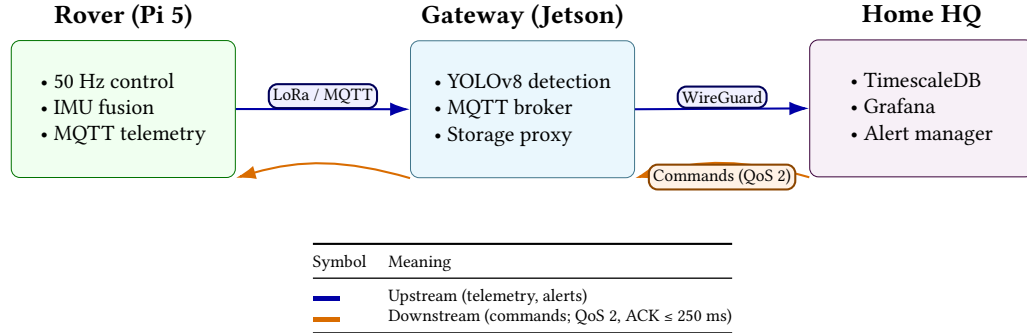 Rover (Pi 5)
Gateway (Jetson)
Home HQ
• 50 Hz control
• IMU fusion
• MQTT telemetry
LoRa / MQTT
• YOLOv8 detection
• MQTT broker
• Storage proxy
WireGuard
• TimescaleDB
• Grafana
• Alert manager
Commands (QoS 2)
Symbol Meaning
Upstream (telemetry, alerts)
Downstream (commands; QoS 2, ACK ≤ 250 ms)